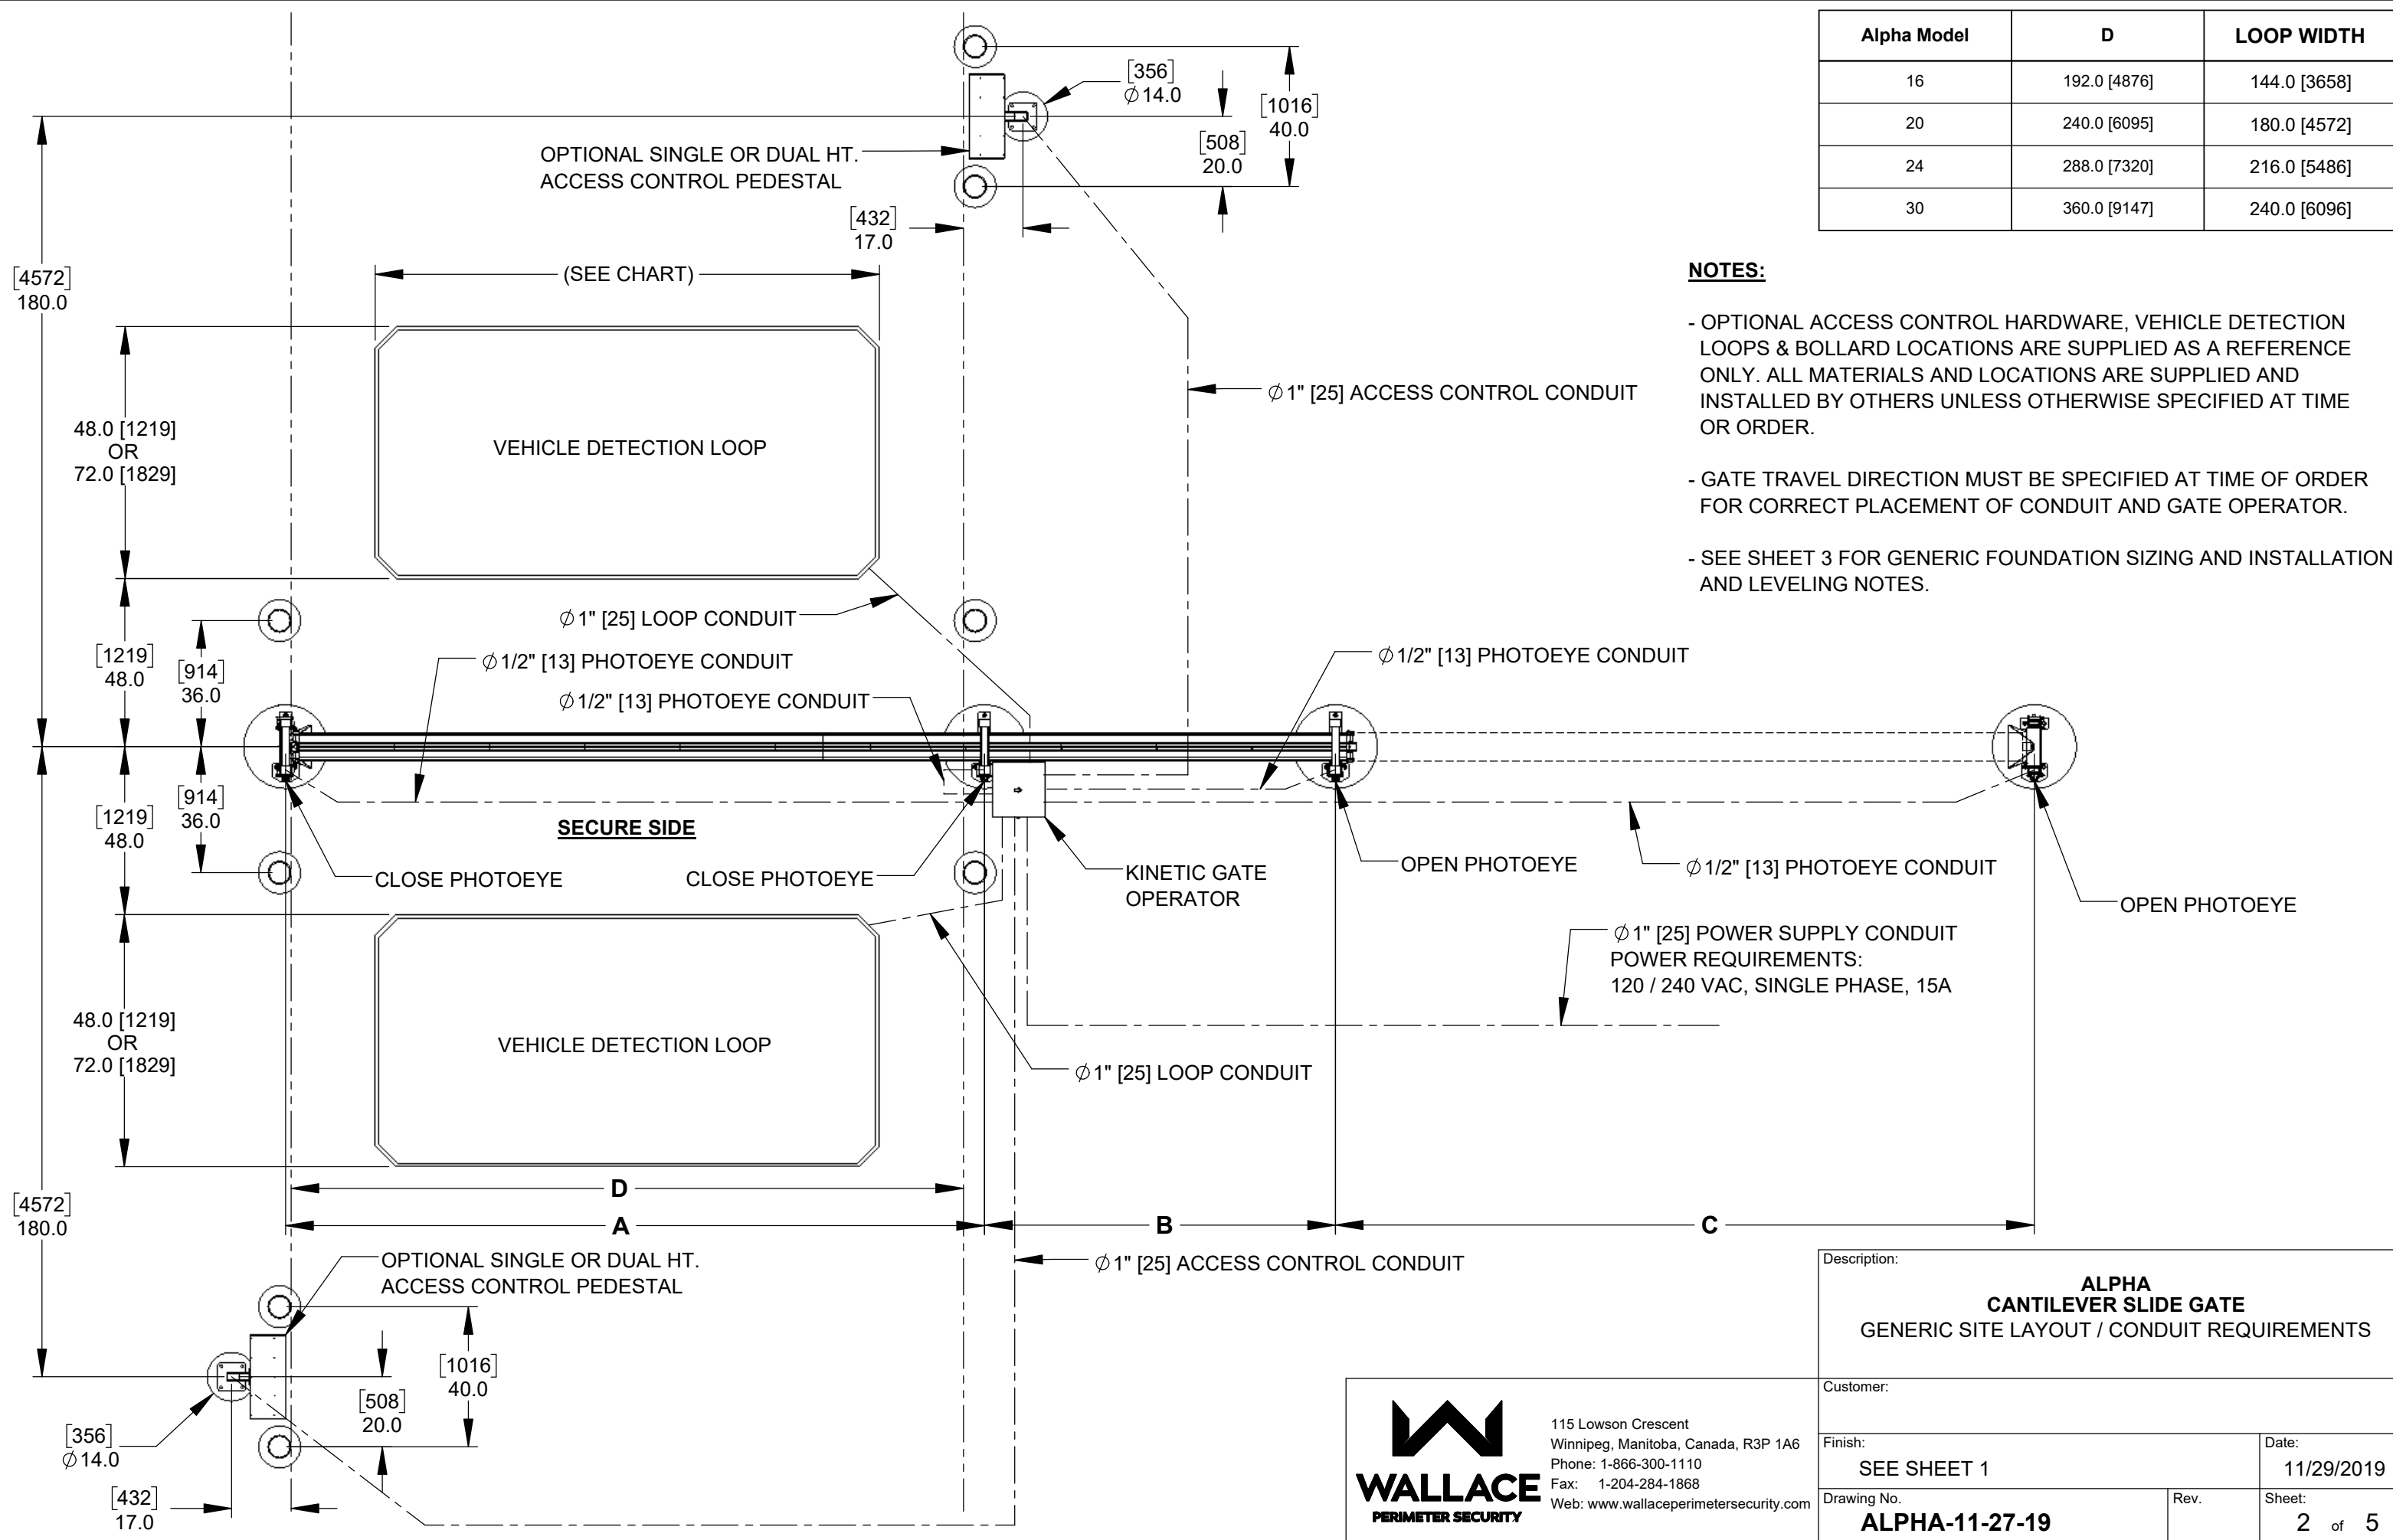 Alpha Model D LOOP WIDTH
16 192.0 [4876] 144.0 [3658]
20 240.0 [6095] 180.0 [4572]
24 288.0 [7320] 216.0 [5486]
30 360.0 [9147] 240.0 [6096]
NOTES:
- OPTIONAL ACCESS CONTROL HARDWARE, VEHICLE DETECTION
LOOPS & BOLLARD LOCATIONS ARE SUPPLIED AS A REFERENCE
ONLY. ALL MATERIALS AND LOCATIONS ARE SUPPLIED AND
INSTALLED BY OTHERS UNLESS OTHERWISE SPECIFIED AT TIME
OR ORDER.
- GATE TRAVEL DIRECTION MUST BE SPECIFIED AT TIME OF ORDER
FOR CORRECT PLACEMENT OF CONDUIT AND GATE OPERATOR.
- SEE SHEET 3 FOR GENERIC FOUNDATION SIZING AND INSTALLATION
AND LEVELING NOTES.
[356]
∅14.0
[1016]
40.0
[508]
20.0
OPTIONAL SINGLE OR DUAL HT.
ACCESS CONTROL PEDESTAL
[432]
17.0
[4572]
180.0
(SEE CHART)
48.0 [1219]
OR
72.0 [1829]
VEHICLE DETECTION LOOP
∅1" [25] ACCESS CONTROL CONDUIT
∅1" [25] LOOP CONDUIT
[1219]
48.0
[914]
36.0
∅1/2" [13] PHOTOEYE CONDUIT
∅1/2" [13] PHOTOEYE CONDUIT
∅1/2" [13] PHOTOEYE CONDUIT
[1219]
48.0
[914]
36.0
SECURE SIDE
CLOSE PHOTOEYE
CLOSE PHOTOEYE
KINETIC GATE
OPERATOR
OPEN PHOTOEYE
∅1/2" [13] PHOTOEYE CONDUIT
OPEN PHOTOEYE
∅1" [25] POWER SUPPLY CONDUIT
POWER REQUIREMENTS:
120 / 240 VAC, SINGLE PHASE, 15A
48.0 [1219]
OR
72.0 [1829]
VEHICLE DETECTION LOOP
∅1" [25] LOOP CONDUIT
D
[4572]
180.0
A
B
C
OPTIONAL SINGLE OR DUAL HT.
ACCESS CONTROL PEDESTAL
∅1" [25] ACCESS CONTROL CONDUIT
[1016]
40.0
[508]
20.0
[356]
∅14.0
[432]
17.0
WALLACE
PERIMETER SECURITY
115 Lowson Crescent
Winnipeg, Manitoba, Canada, R3P 1A6
Phone: 1-866-300-1110
Fax: 1-204-284-1868
Web: www.wallaceperimetersecurity.com
Description:
ALPHA
CANTILEVER SLIDE GATE
GENERIC SITE LAYOUT / CONDUIT REQUIREMENTS
Customer:
Finish:
SEE SHEET 1
Date:
11/29/2019
Drawing No.
ALPHA-11-27-19
Rev.
Sheet:
2 of 5